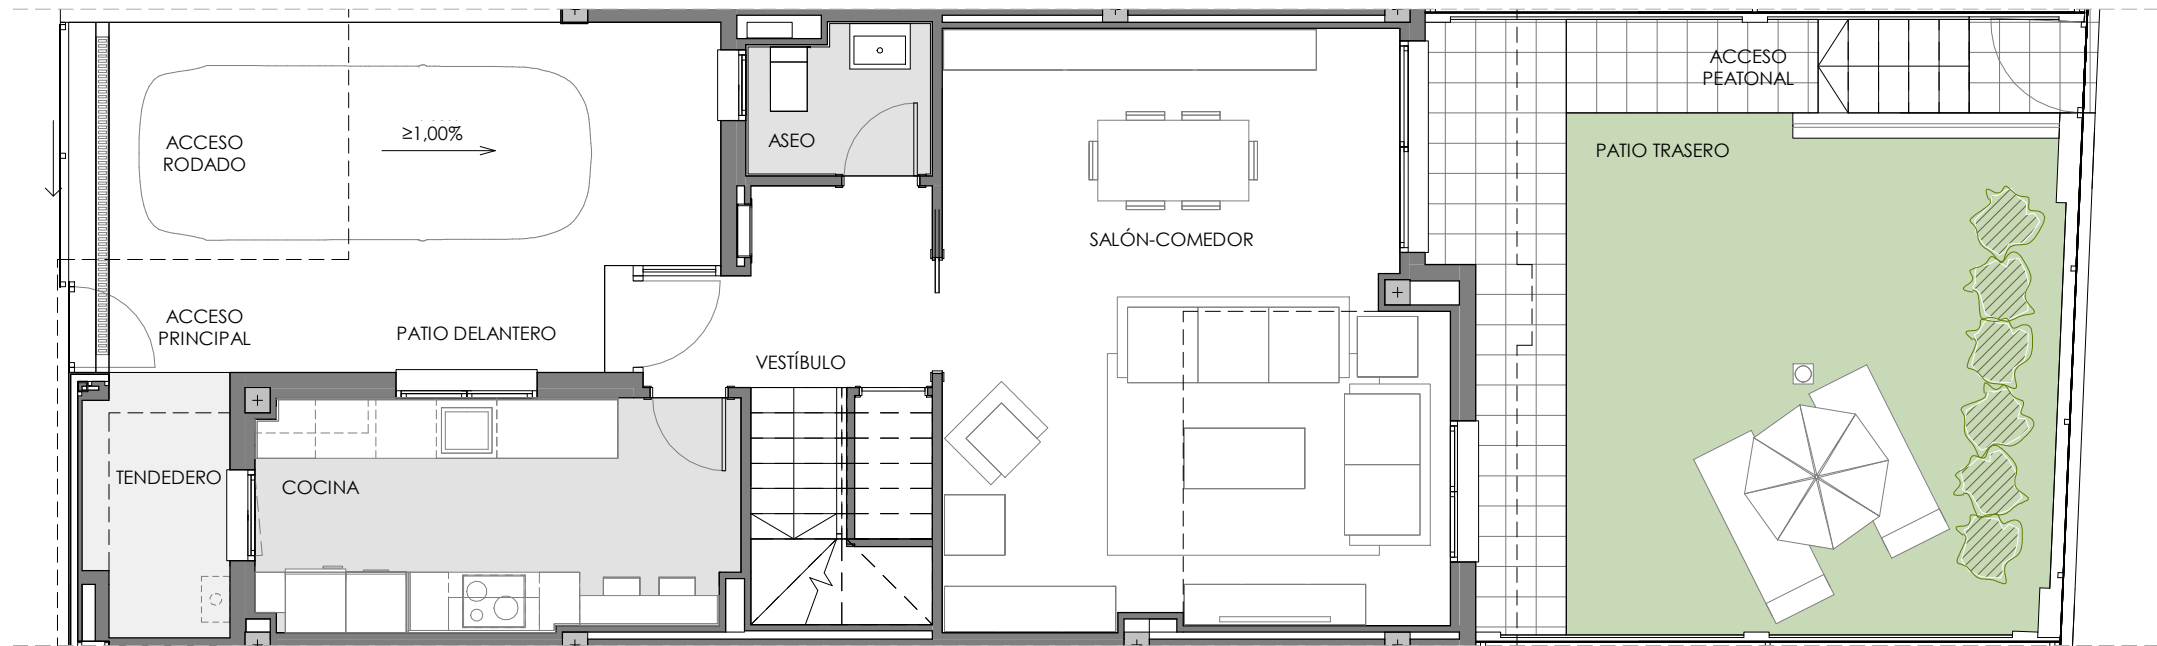 ACCESO
PEATONAL
ACCESO
RODADO
≥1,00%
ASEO
PATIO TRASERO
SALÓN-COMEDOR
ACCESO
PRINCIPAL
PATIO DELANTERO
VESTÍBULO
TENDEDERO
COCINA